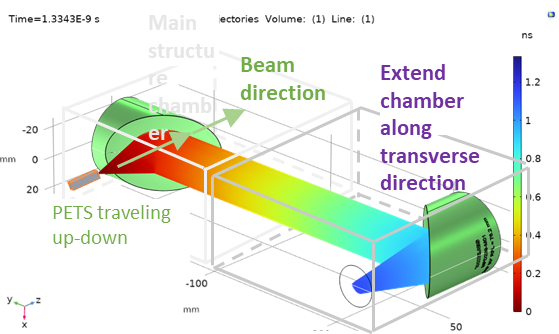 Time=1.3343E-9 s
ectories Volume: (1) Line: (1)
Main
structu
re
chamb
er
Beam
direction
Extend
chamber
along
transverse
direction
PETS traveling
up-down
ns
1.2
1
0.8
0.6
0.4
0.2
0
-20
0
20
mm
-100
mm
50
y
z
x